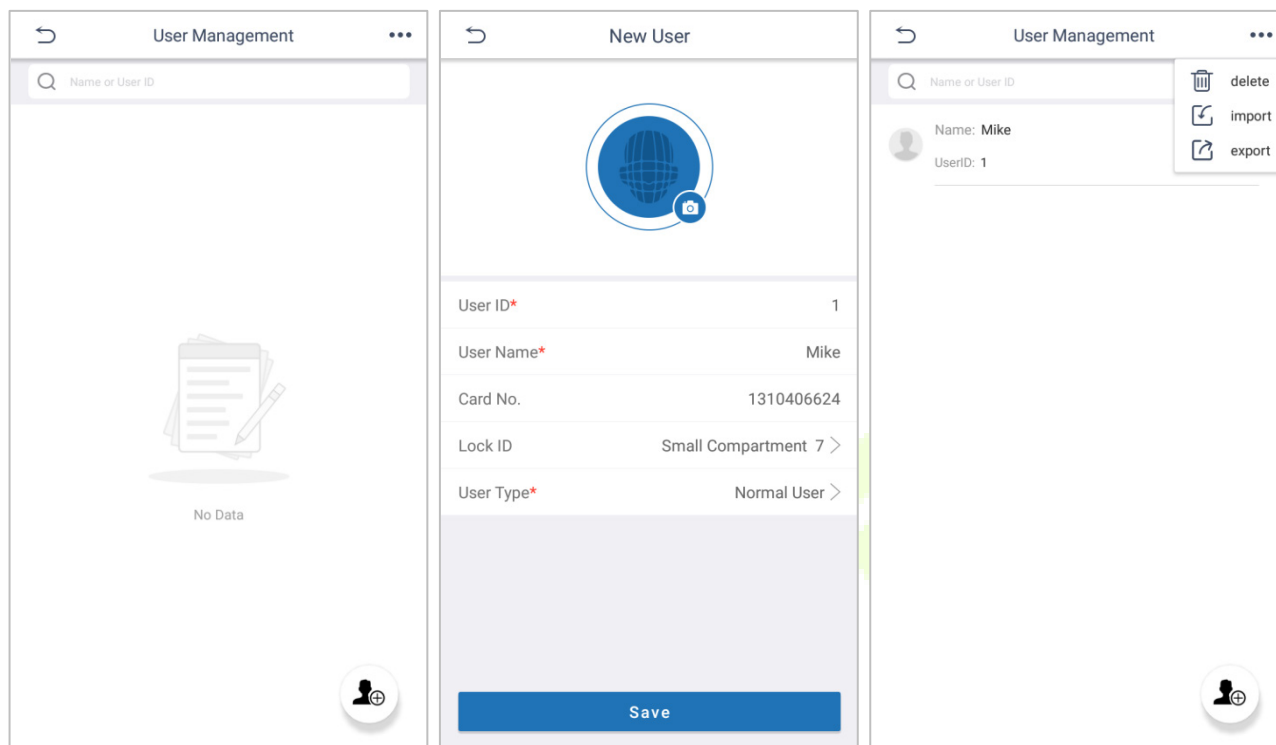 User Management
Name or User ID
No Data
New User
User ID* 1
User Name* Mike
Card No. 1310406624
Lock ID Small Compartment 7
User Type* Normal User
Save
User Management
Name or User ID
delete
import
export
Name: Mike
UserID: 1